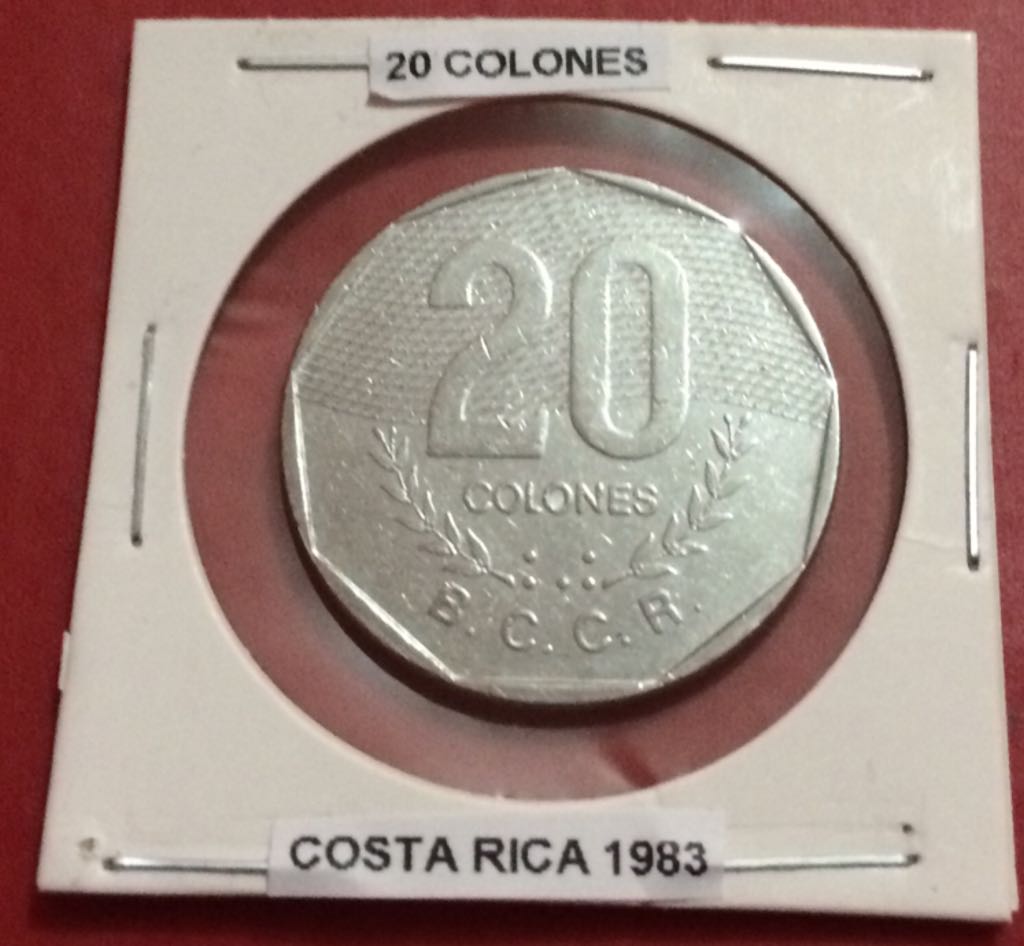 20 COLONES
20
COLONES
B.C.C.R.
COSTA RICA 1983